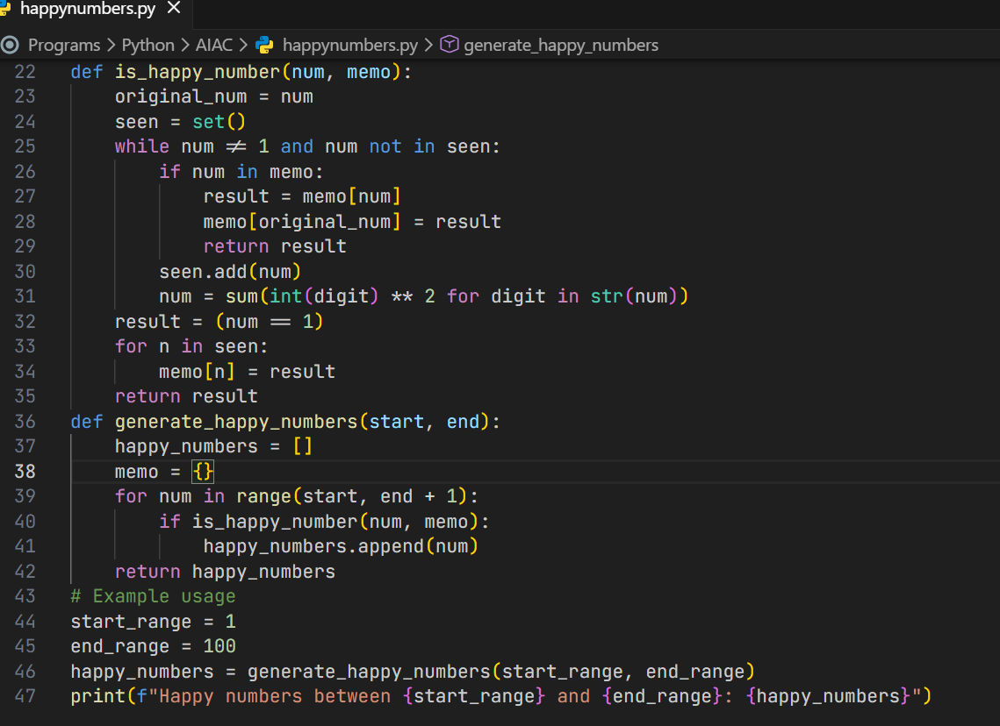 happynumbers.py ×
Programs > Python > AIAC > happynumbers.py > generate_happy_numbers
22 def is_happy_number(num, memo):
23     original_num = num
24     seen = set()
25     while num != 1 and num not in seen:
26         if num in memo:
27             result = memo[num]
28             memo[original_num] = result
29             return result
30         seen.add(num)
31         num = sum(int(digit) ** 2 for digit in str(num))
32     result = (num == 1)
33     for n in seen:
34         memo[n] = result
35     return result
36 def generate_happy_numbers(start, end):
37     happy_numbers = []
38     memo = {}
39     for num in range(start, end + 1):
40         if is_happy_number(num, memo):
41             happy_numbers.append(num)
42     return happy_numbers
43 # Example usage
44 start_range = 1
45 end_range = 100
46 happy_numbers = generate_happy_numbers(start_range, end_range)
47 print(f"Happy numbers between {start_range} and {end_range}: {happy_numbers}")